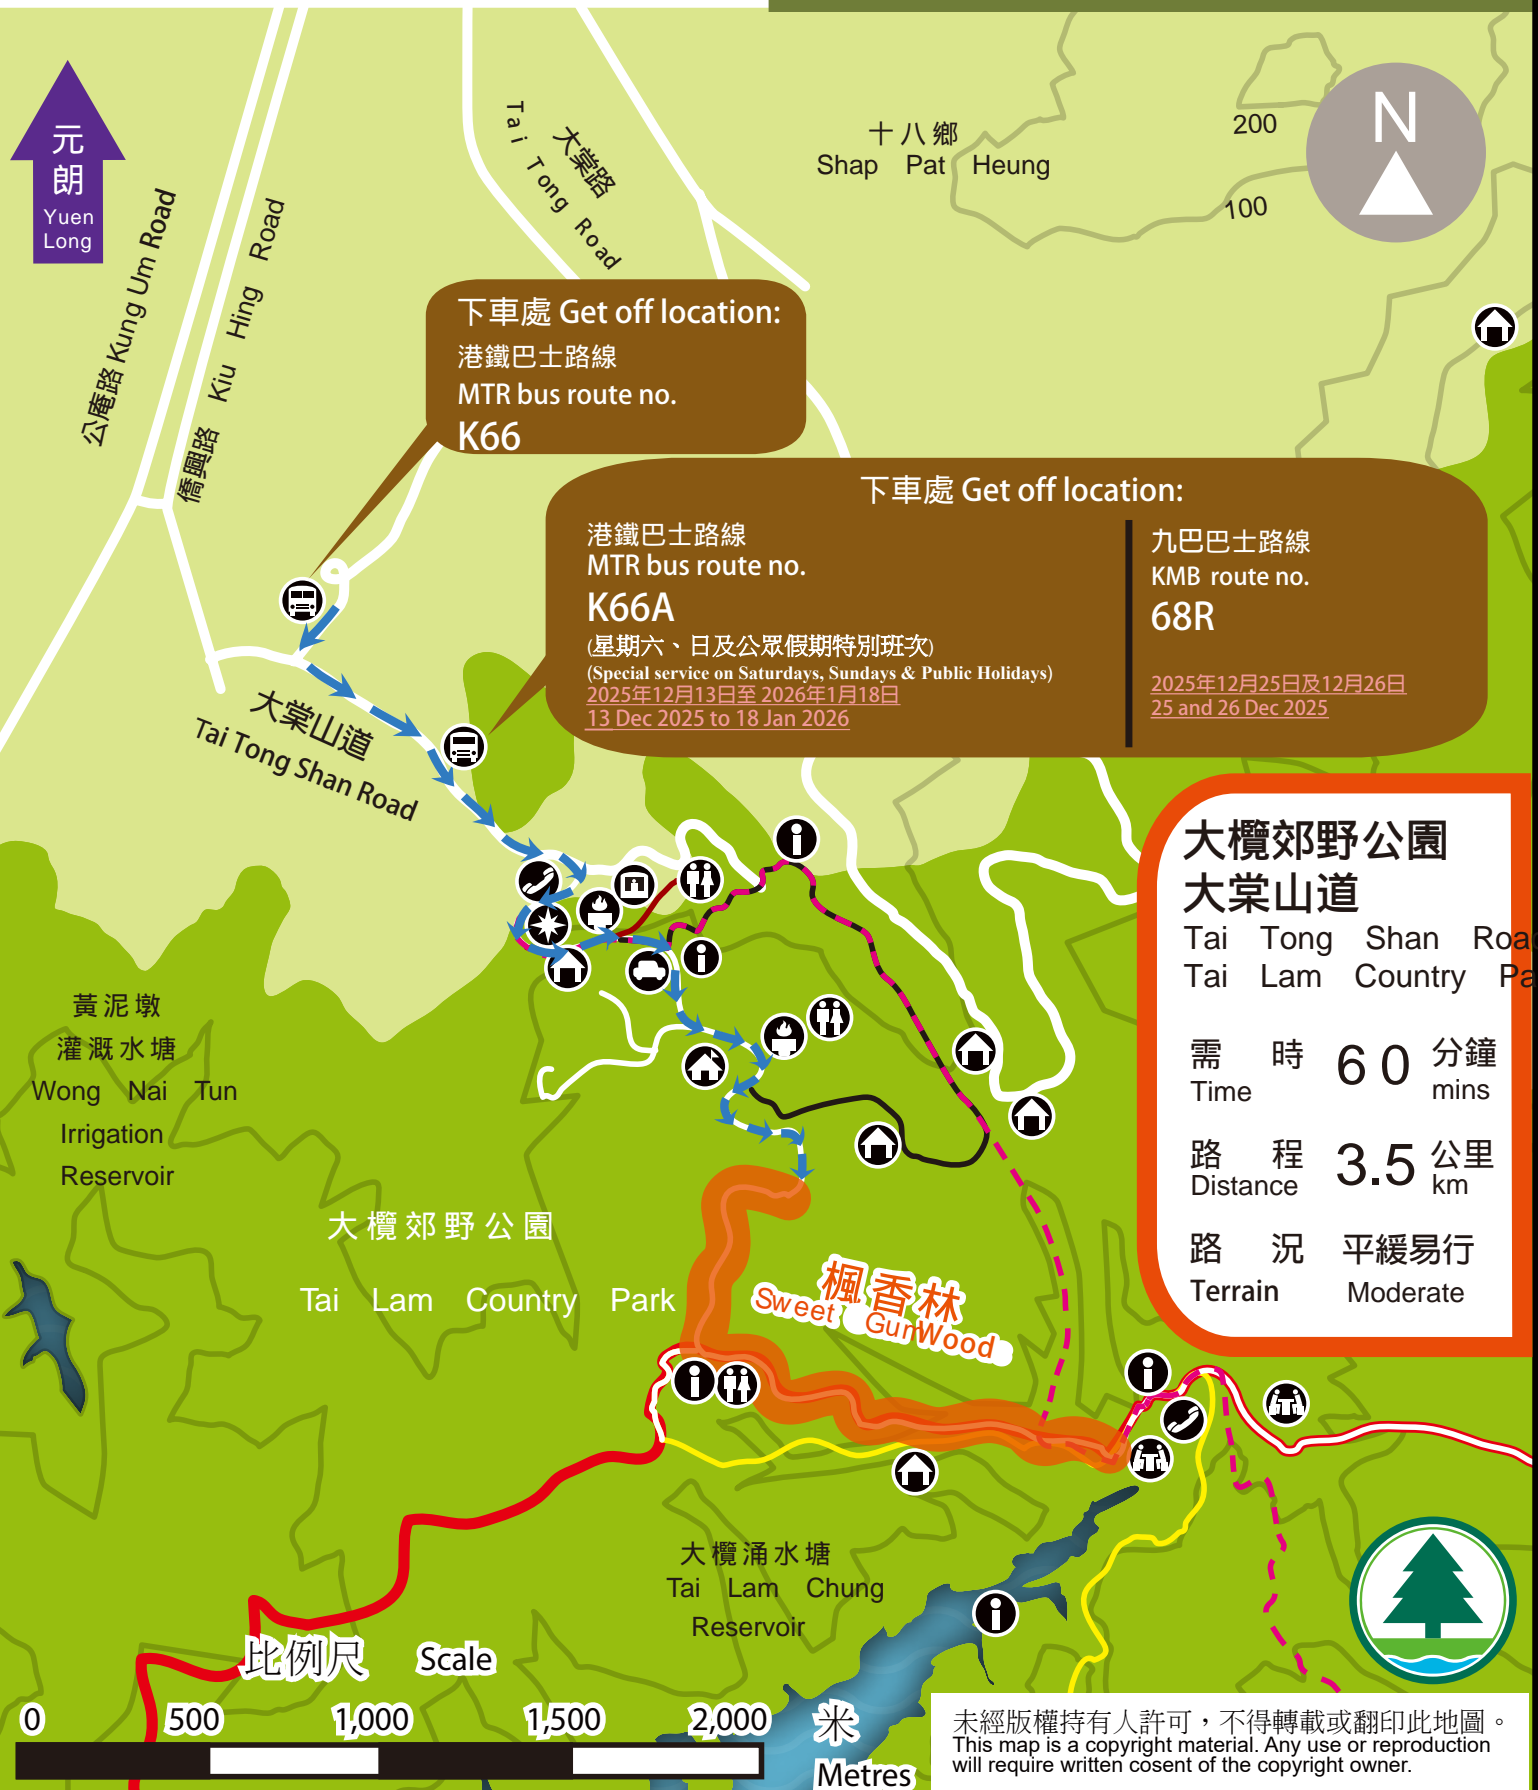 元朗
Yuen
Long
公庵路 Kung Um Road
僑興路 Kiu Hing Road
大棠路
Tai Tong Road
十八鄉
Shap Pat Heung
200
100
N
下車處 Get off location:
港鐵巴士路線
MTR bus route no.
K66
下車處 Get off location:
港鐵巴士路線
MTR bus route no.
K66A
(星期六、日及公眾假期特別班次)
(Special service on Saturdays, Sundays & Public Holidays)
2025年12月13日至 2026年1月18日
13 Dec 2025 to 18 Jan 2026
九巴巴士路線
KMB route no.
68R
2025年12月25日及12月26日
25 and 26 Dec 2025
大棠山道
Tai Tong Shan Road
大欖郊野公園
大棠山道
Tai Tong Shan Roa
Tai Lam Country Pa
需時 60 分鐘
Time mins
路程 3.5 公里
Distance km
路況 平緩易行
Terrain Moderate
黃泥墩
灌溉水塘
Wong Nai Tun
Irrigation
Reservoir
大欖郊野公園
Tai Lam Country Park
楓香林
Sweet Gum Wood
大欖涌水塘
Tai Lam Chung
Reservoir
比例尺 Scale
0 500 1,000 1,500 2,000 米
Metres
未經版權持有人許可，不得轉載或翻印此地圖。
This map is a copyright material. Any use or reproduction
will require written cosent of the copyright owner.